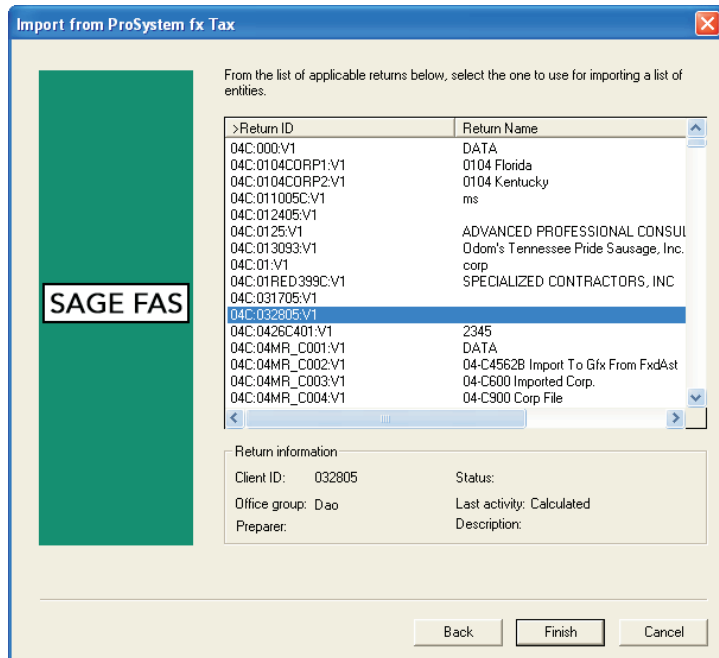 Import from ProSystem fx Tax
From the list of applicable returns below, select the one to use for importing a list of
entities.
>Return ID Return Name
04C:000:V1 DATA
04C:0104CORP1:V1 0104 Florida
04C:0104CORP2:V1 0104 Kentucky
04C:011005C:V1 ms
04C:012405:V1
04C:0125:V1 ADVANCED PROFESSIONAL CONSUL
04C:013093:V1 Odom's Tennessee Pride Sausage, Inc.
04C:01:V1 corp
04C:01RED399C:V1 SPECIALIZED CONTRACTORS, INC
04C:031705:V1
04C:032805:V1
04C:0426C401:V1 2345
04C:04MR_C001:V1 DATA
04C:04MR_C002:V1 04-C4562B Import To Gfx From FxdAst
04C:04MR_C003:V1 04-C600 Imported Corp.
04C:04MR_C004:V1 04-C900 Corp File
SAGE FAS
Return information
Client ID: 032805 Status:
Office group: Dao Last activity: Calculated
Preparer: Description:
Back Finish Cancel